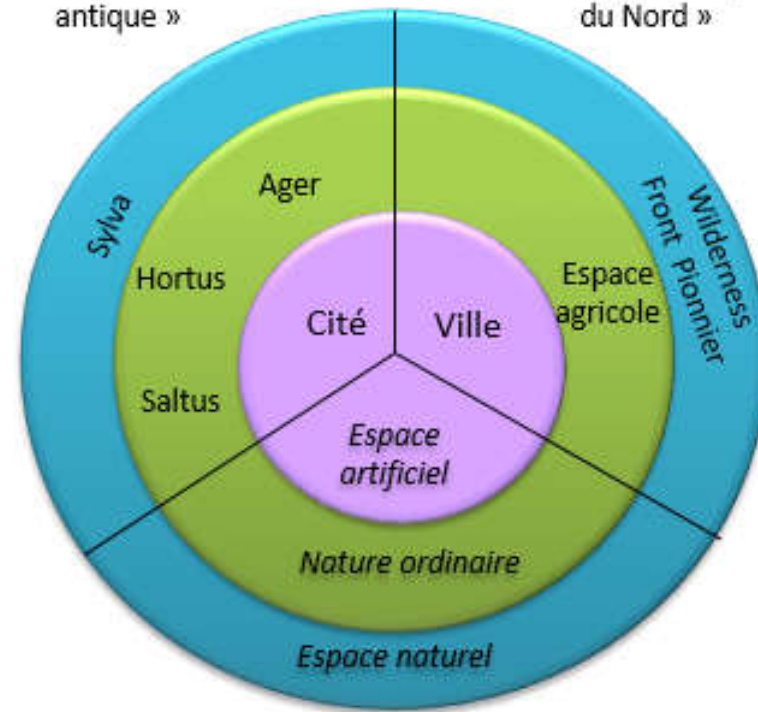 antique »
du Nord »
Sylva
Ager
Hortus
Saltus
Cité
Ville
Espace
agricole
Front Pionnier
Wilderness
Espace
artificiel
Nature ordinaire
Espace naturel